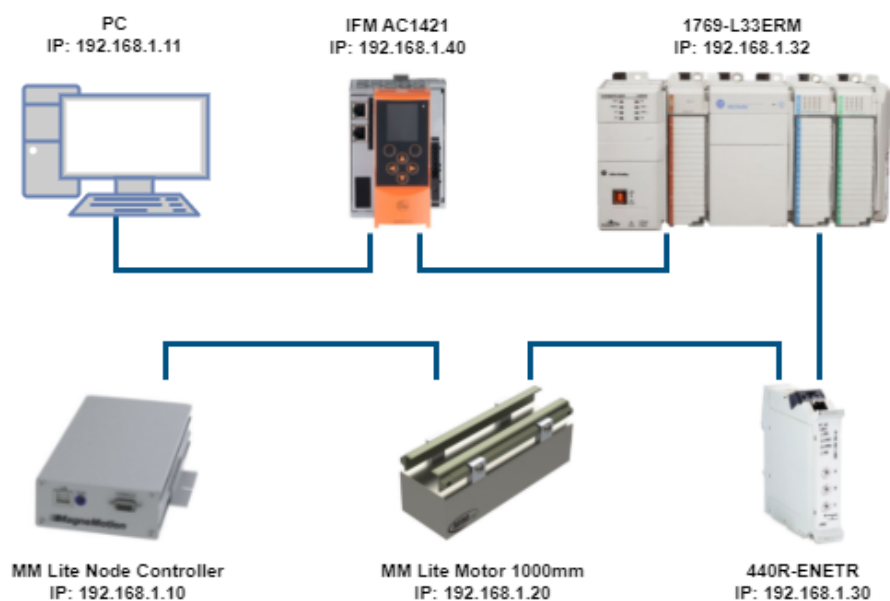 PC
IP: 192.168.1.11
IFM AC1421
IP: 192.168.1.40
1769-L33ERM
IP: 192.168.1.32
MagneMotion
MM Lite Node Controller
IP: 192.168.1.10
MM Lite Motor 1000mm
IP: 192.168.1.20
440R-ENETR
IP: 192.168.1.30